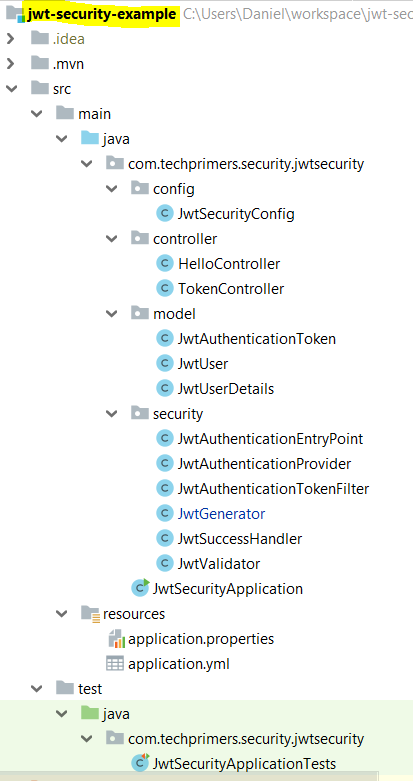 jwt-security-example C:\Users\Daniel\workspace\jwt-sec
.idea
.mvn
src
main
java
com.techprimers.security.jwtsecurity
config
JwtSecurityConfig
controller
HelloController
TokenController
model
JwtAuthenticationToken
JwtUser
JwtUserDetails
security
JwtAuthenticationEntryPoint
JwtAuthenticationProvider
JwtAuthenticationTokenFilter
JwtGenerator
JwtSuccessHandler
JwtValidator
JwtSecurityApplication
resources
application.properties
application.yml
test
java
com.techprimers.security.jwtsecurity
JwtSecurityApplicationTests